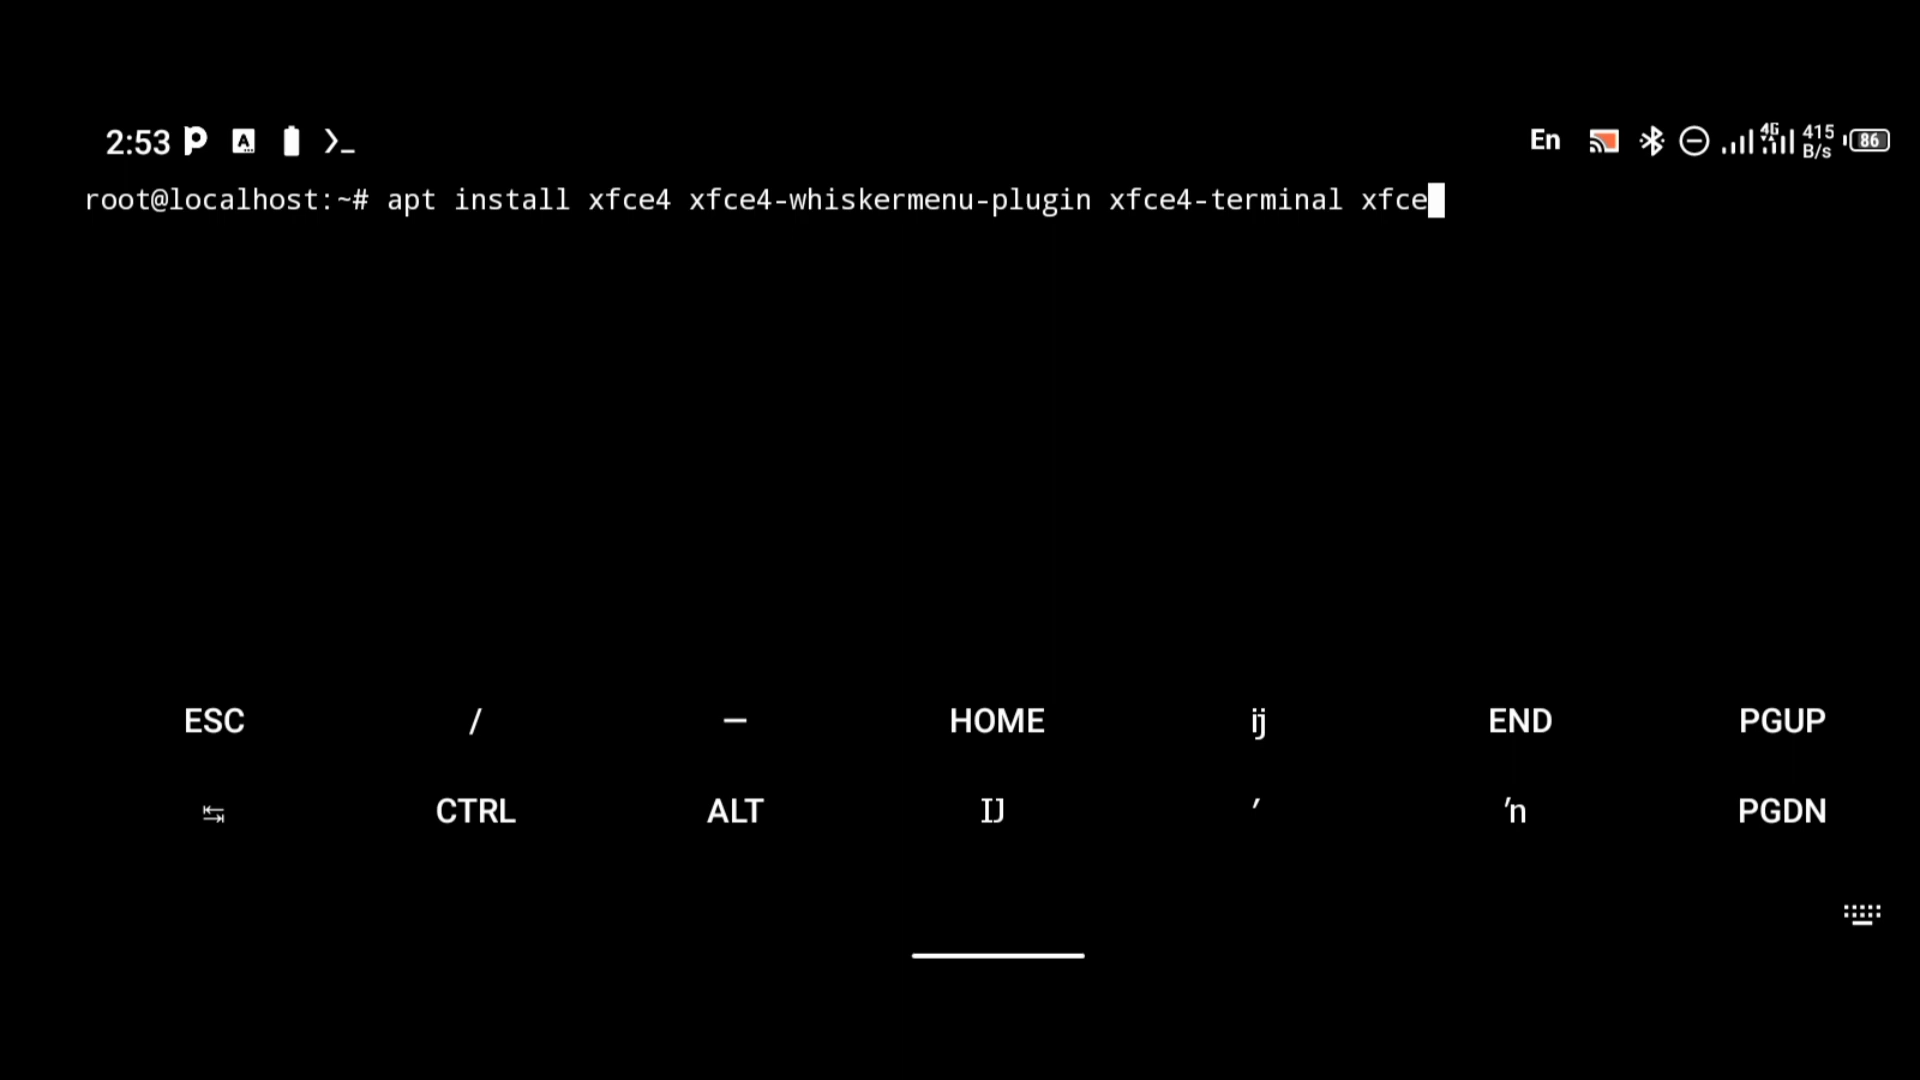 2:53
En 4G 415 B/s 86
root@localhost:~# apt install xfce4 xfce4-whiskermenu-plugin xfce4-terminal xfce
ESC / — HOME ij END PGUP
CTRL ALT IJ ′ ŉ PGDN